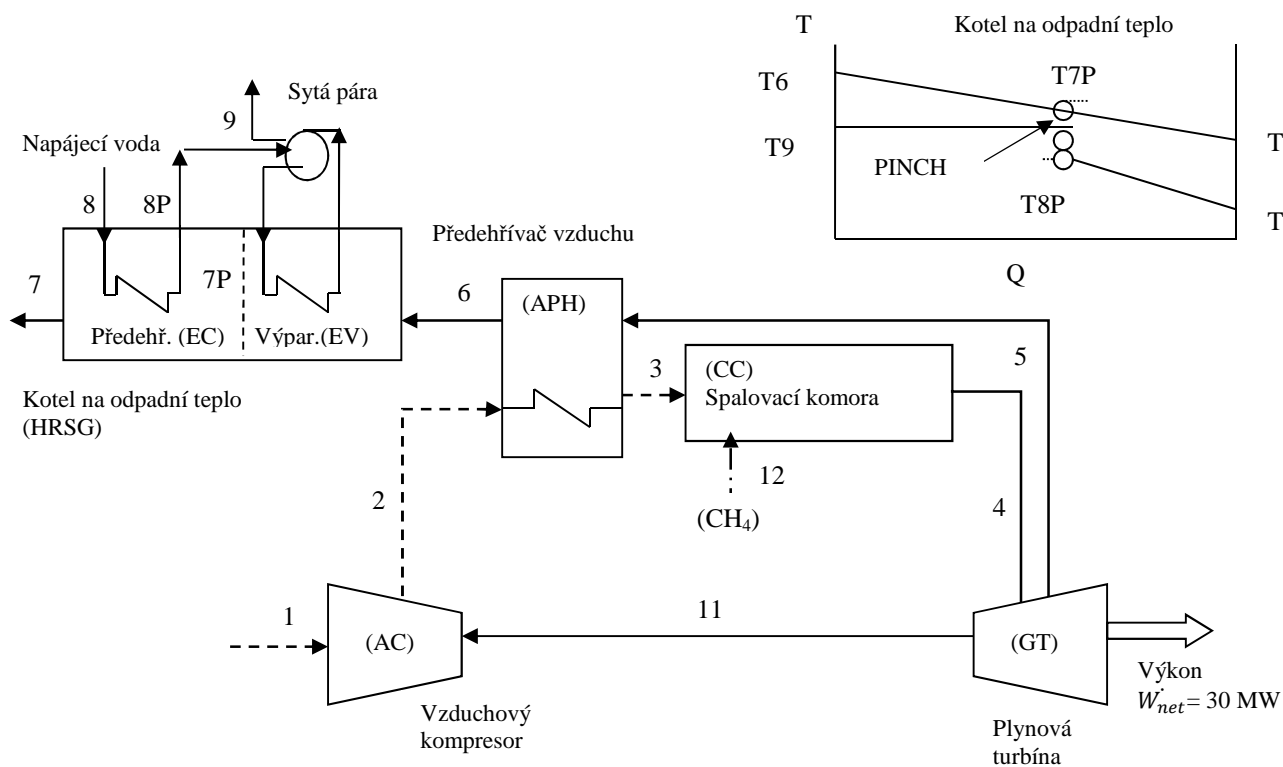 T
Kotel na odpadní teplo
T6
T7P
T9
PINCH
T8P
T
T
Q
9
Sytá pára
Napájecí voda
8
8P
7
7P
Předehř. (EC)
Výpar.(EV)
Kotel na odpadní teplo
(HRSG)
Předehřívač vzduchu
6
(APH)
5
3
(CC)
Spalovací komora
12
(CH₄)
2
4
1
(AC)
11
(GT)
Vzduchový
kompresor
Plynová
turbína
Výkon
Ẇnet= 30 MW